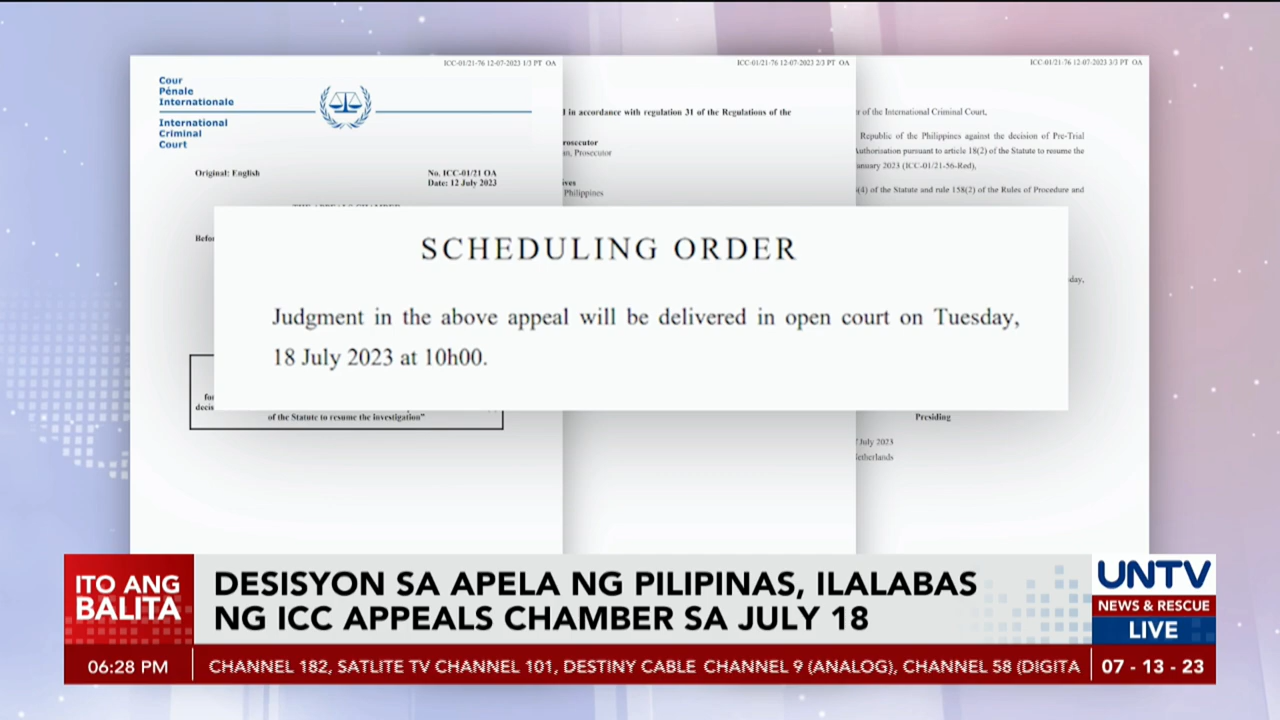 ICC-01/21-76 12-07-2023 1/3 PT OA
ICC-01/21-76 12-07-2023 2/3 PT OA
ICC-01/21-76 12-07-2023 3/3 PT OA
Cour
Pénale
Internationale
International
Criminal
Court
Original: English
No. ICC-01/21 OA
Date: 12 July 2023
in accordance with regulation 31 of the Regulations of the
Prosecutor
Philippines
of the International Criminal Court,
Republic of the Philippines against the decision of Pre-Trial
pursuant to article 18(2) of the Statute to resume the
2023 (ICC-01/21-56-Red),
of the Statute and rule 158(2) of the Rules of Procedure and
SCHEDULING ORDER
Judgment in the above appeal will be delivered in open court on Tuesday,
18 July 2023 at 10h00.
of the Statute to resume the investigation"
Presiding
July 2023
DESISYON SA APELA NG PILIPINAS, ILALABAS
NG ICC APPEALS CHAMBER SA JULY 18
ITO ANG
BALITA
UNTV
NEWS & RESCUE
LIVE
06:28 PM
CHANNEL 182, SATLITE TV CHANNEL 101, DESTINY CABLE CHANNEL 9 (ANALOG), CHANNEL 58 (DIGITA
07 - 13 - 23